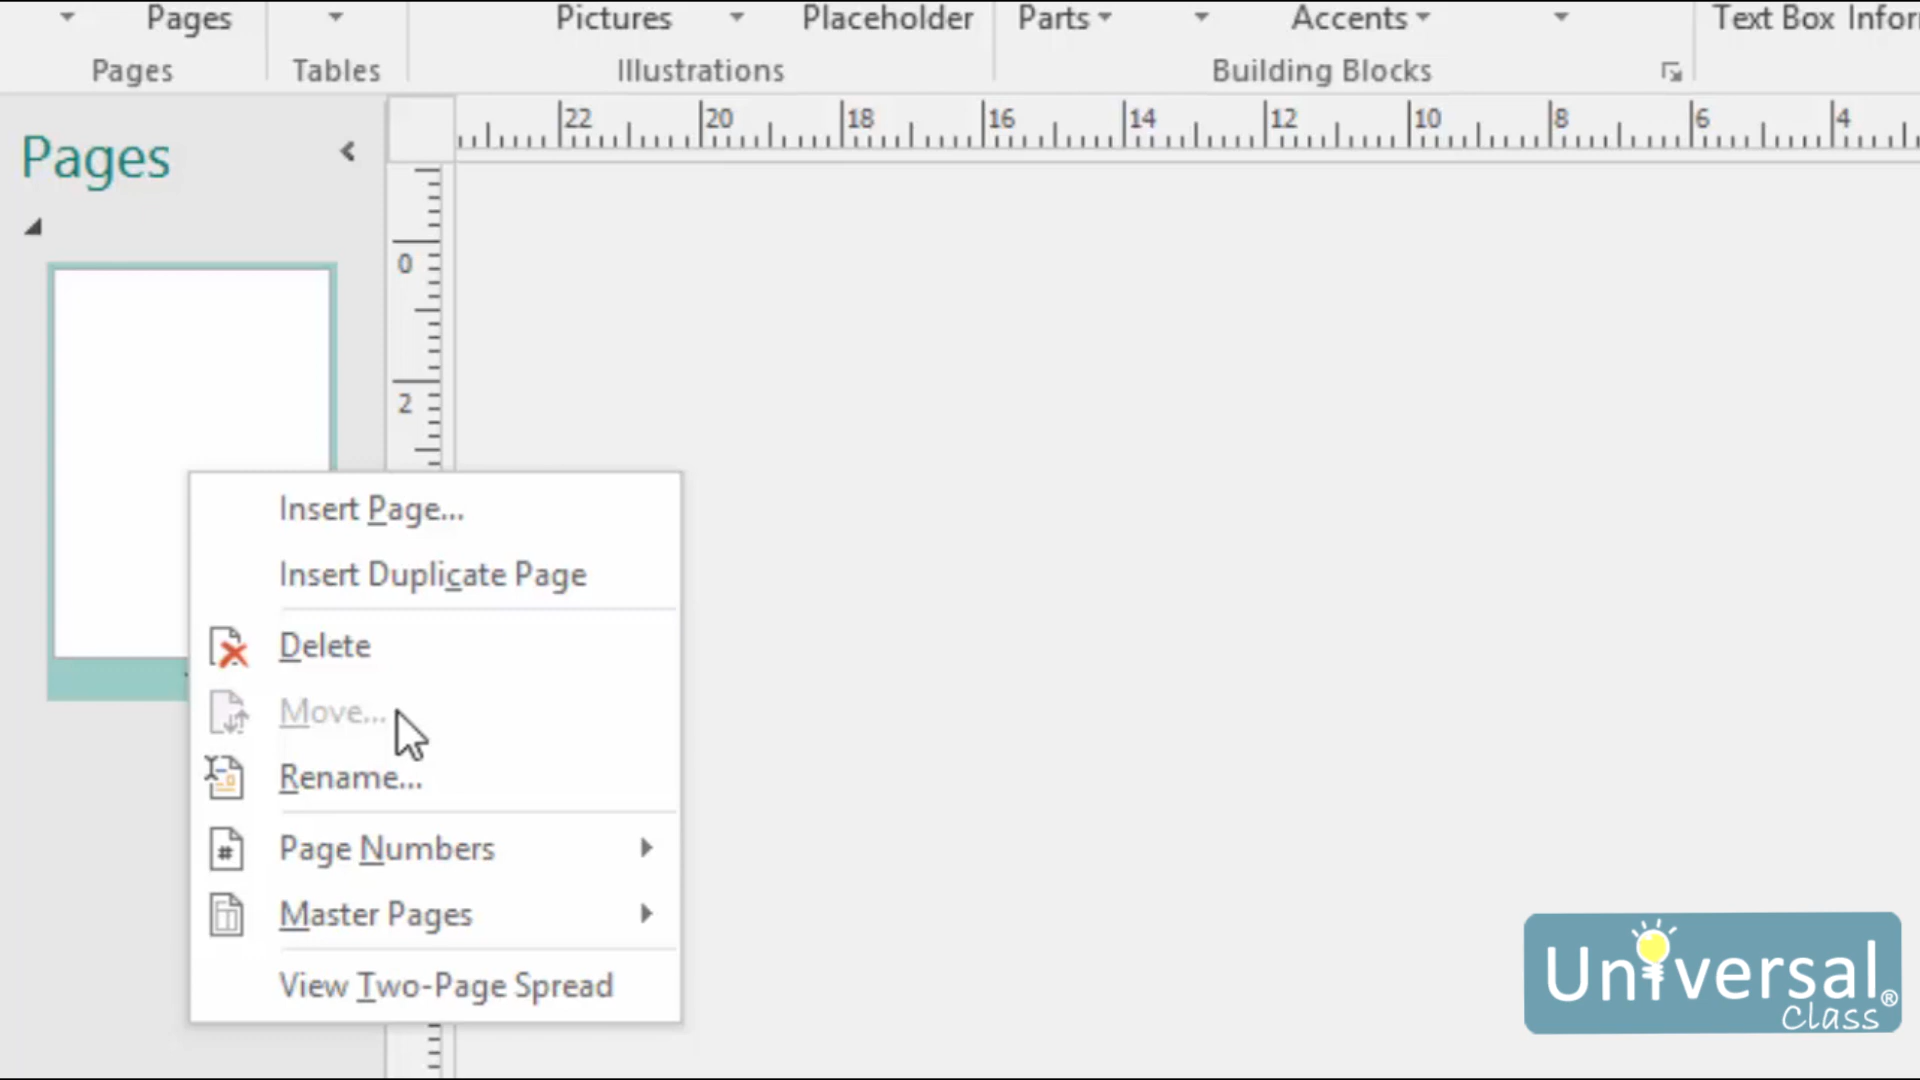 Pages
Pictures
Placeholder
Parts
Accents
Text Box
Pages
Tables
Illustrations
Building Blocks
22 20 18 16 14 12 10 8 6 4
Pages
0
2
Insert Page...
Insert Duplicate Page
Delete
Move...
Rename...
# Page Numbers
Master Pages
View Two-Page Spread
Universal®
Class